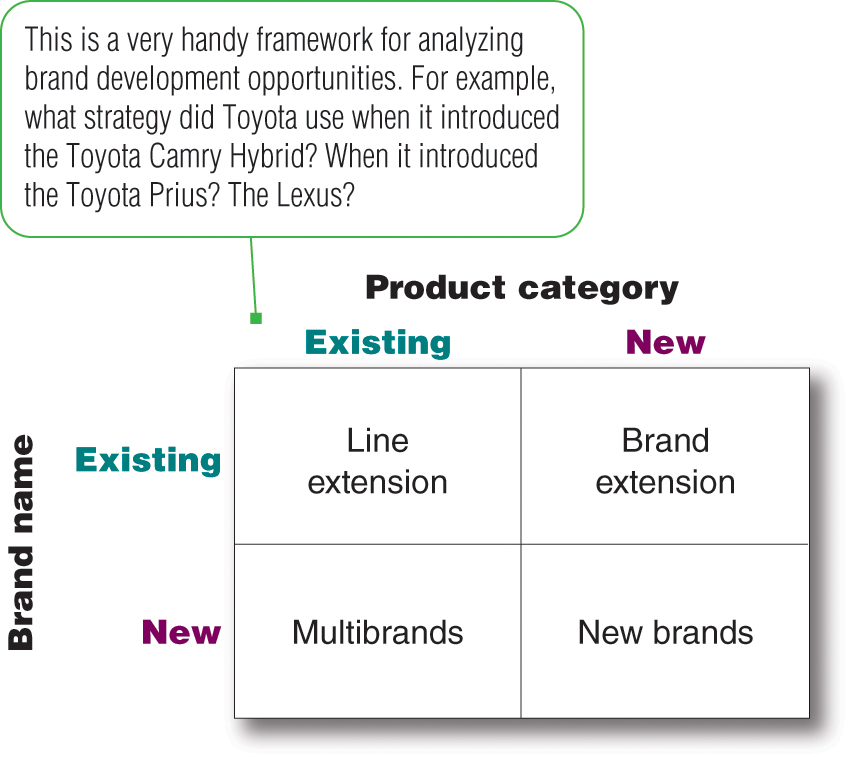 This is a very handy framework for analyzing
brand development opportunities. For example,
what strategy did Toyota use when it introduced
the Toyota Camry Hybrid? When it introduced
the Toyota Prius? The Lexus?
Product category
Existing
New
Brand name
Existing
Line
extension
Brand
extension
New
Multibrands
New brands